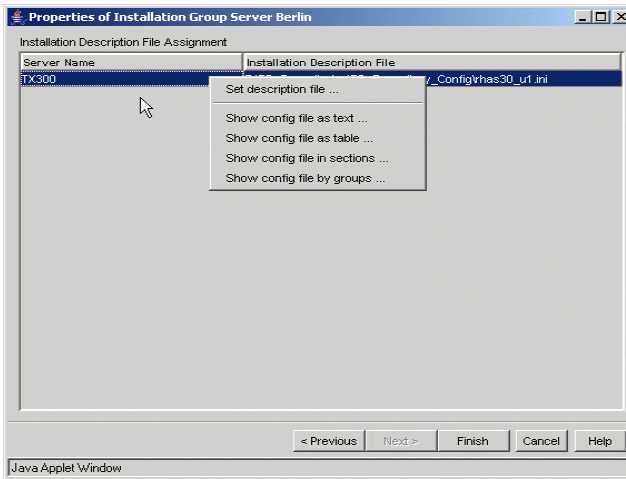 Properties of Installation Group Server Berlin
Installation Description File Assignment
Server Name Installation Description File
TX300 y_Config\rhas30_u1.ini
Set description file ...
Show config file as text ...
Show config file as table ...
Show config file in sections ...
Show config file by groups ...
< Previous Next > Finish Cancel Help
Java Applet Window